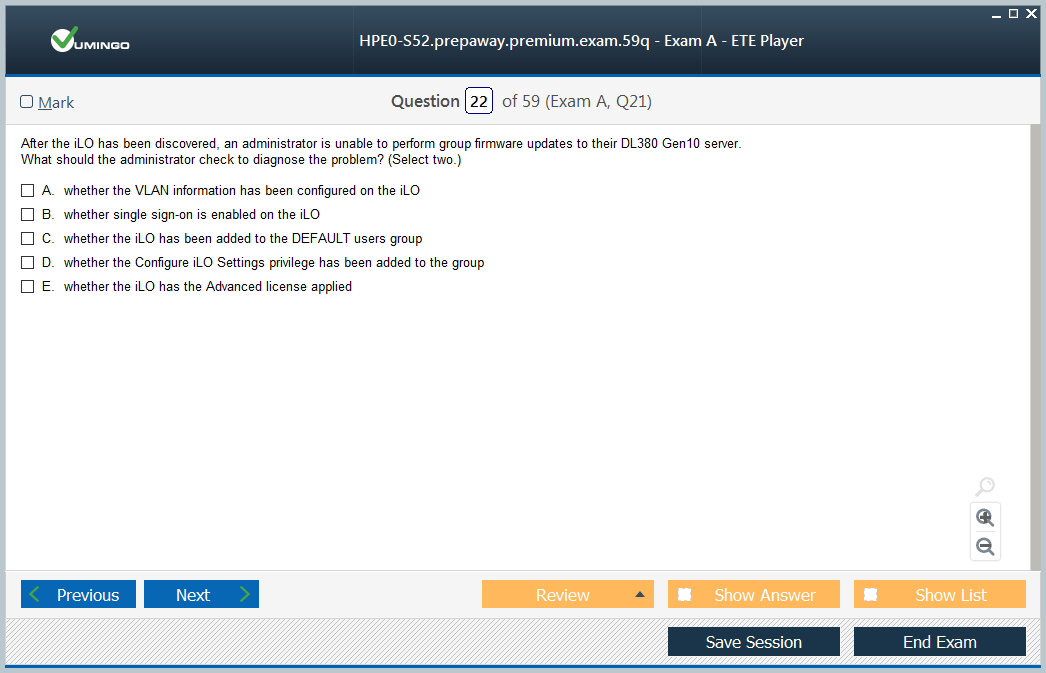 VUMINGO
HPE0-S52.prepaway.premium.exam.59q - Exam A - ETE Player
Mark
Question 22 of 59 (Exam A, Q21)
After the iLO has been discovered, an administrator is unable to perform group firmware updates to their DL380 Gen10 server.
What should the administrator check to diagnose the problem? (Select two.)
A. whether the VLAN information has been configured on the iLO
B. whether single sign-on is enabled on the iLO
C. whether the iLO has been added to the DEFAULT users group
D. whether the Configure iLO Settings privilege has been added to the group
E. whether the iLO has the Advanced license applied
Previous
Next
Review
Show Answer
Show List
Save Session
End Exam